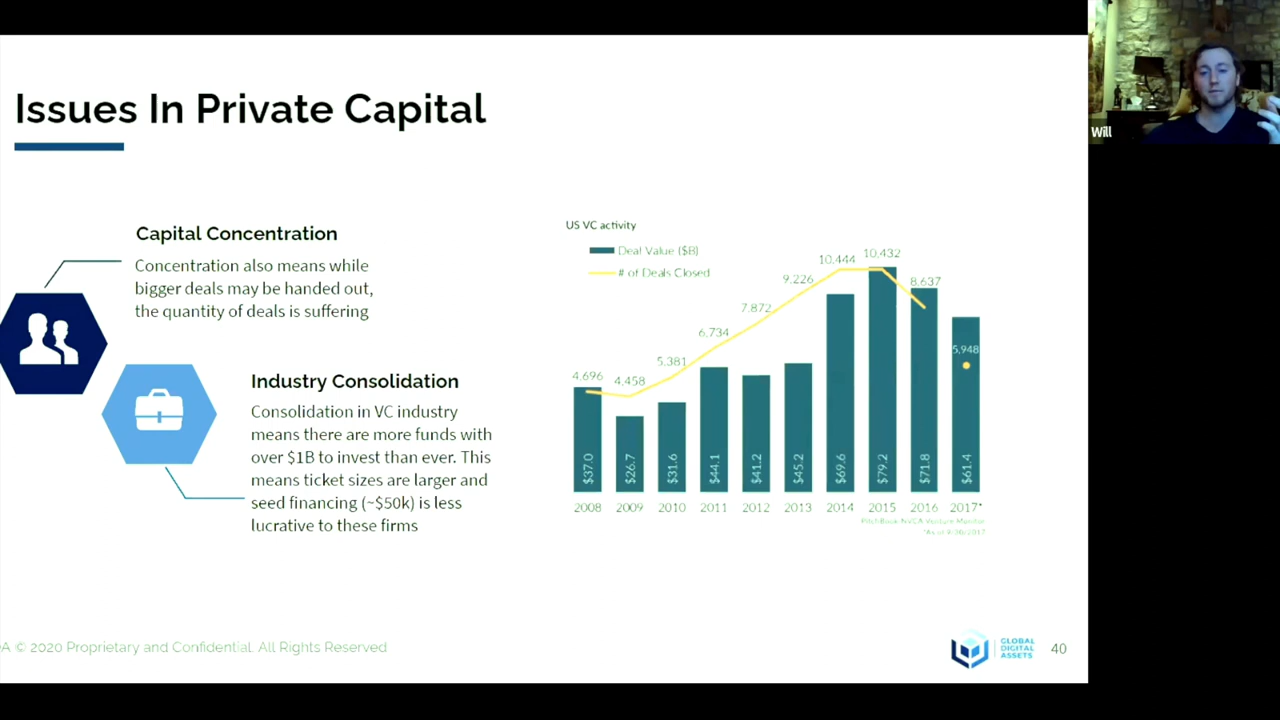 Issues In Private Capital
Capital Concentration
Concentration also means while
bigger deals may be handed out,
the quantity of deals is suffering
Industry Consolidation
Consolidation in VC industry
means there are more funds with
over $1B to invest than ever. This
means ticket sizes are larger and
seed financing (~$50k) is less
lucrative to these firms
US VC activity
Deal Value ($B)
# of Deals Closed
4,696
4,458
5,381
6,734
7,872
9,226
10,444
10,432
8,637
5,948
$37.0
$26.7
$31.6
$44.1
$41.2
$45.2
$69.6
$79.2
$71.8
$61.4
2008
2009
2010
2011
2012
2013
2014
2015
2016
2017*
PitchBook-NVCA Venture Monitor
A © 2020 Proprietary and Confidential. All Rights Reserved
GLOBAL
DIGITAL
ASSETS
40
Will